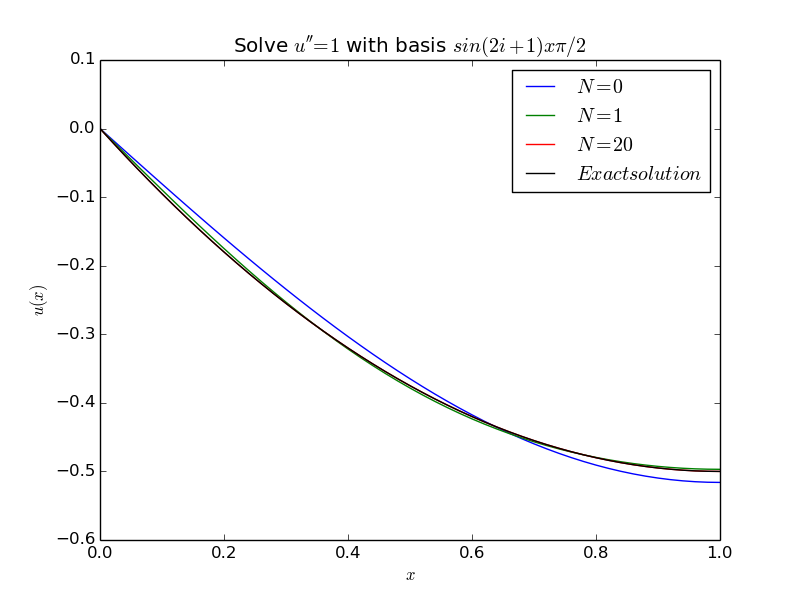 Solve u''=1 with basis sin(2i+1)xπ/2
0.1
0.0
−0.1
−0.2
−0.3
−0.4
−0.5
−0.6
u(x)
N=0
N=1
N=20
Exactsolution
0.0 0.2 0.4 0.6 0.8 1.0
x